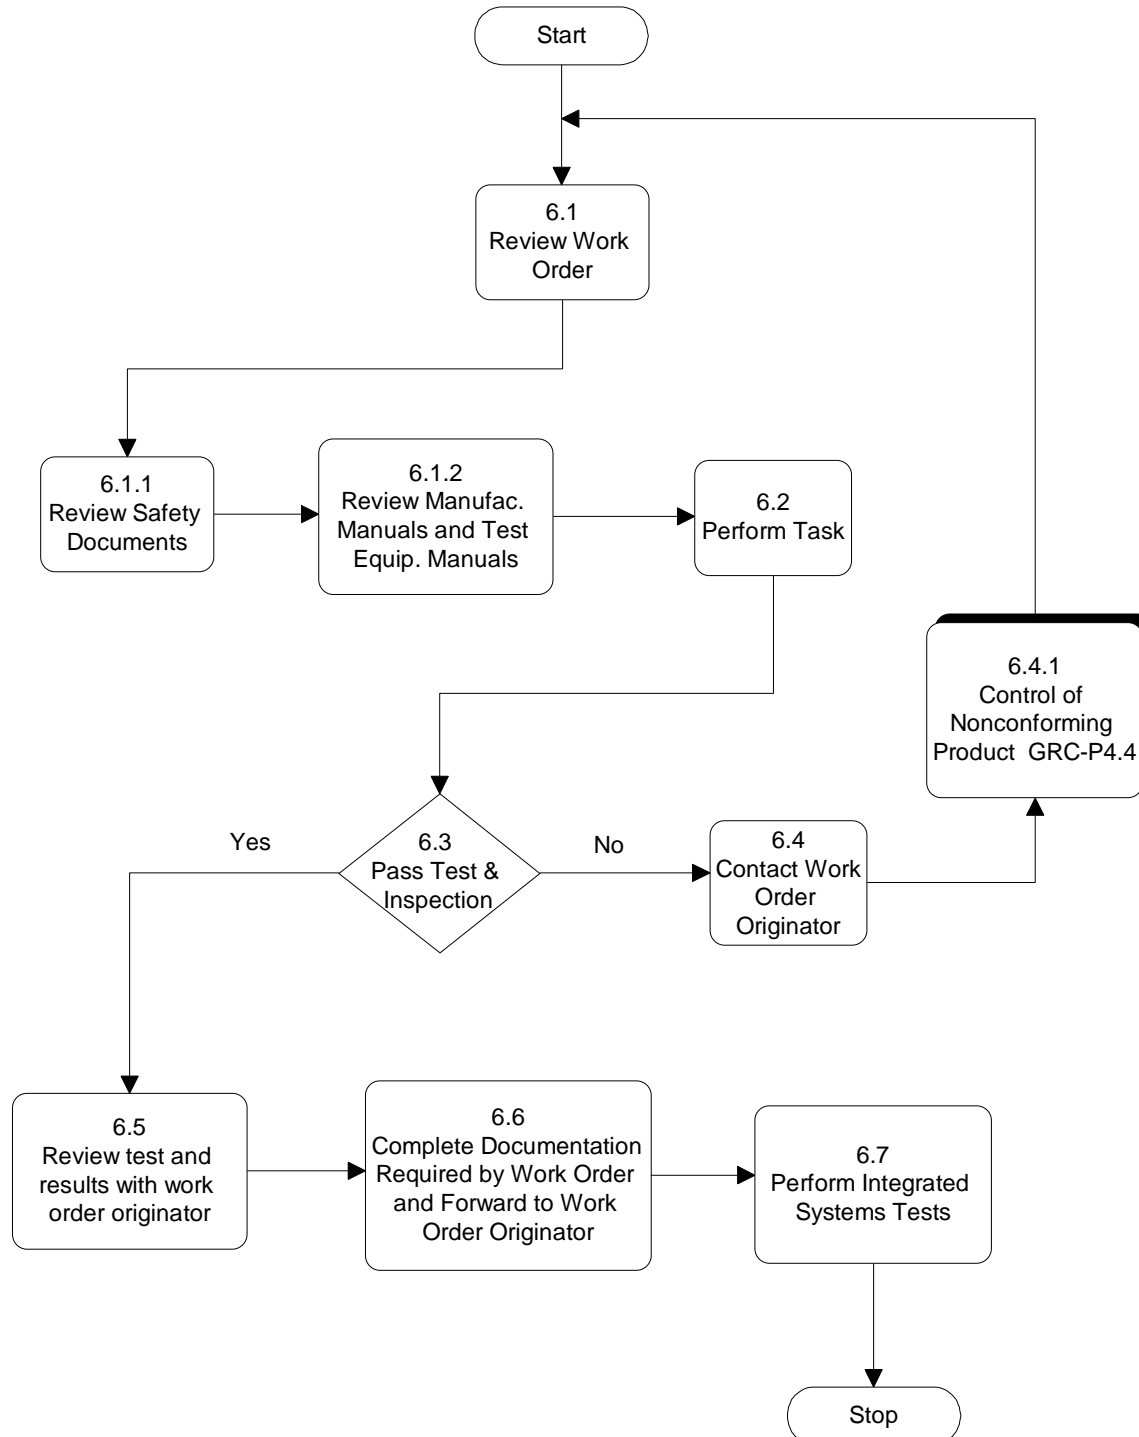 Start
6.1
Review Work
Order
6.1.1
Review Safety
Documents
6.1.2
Review Manufac.
Manuals and Test
Equip. Manuals
6.2
Perform Task
6.4.1
Control of
Nonconforming
Product GRC-P4.4
Yes
6.3
Pass Test &
Inspection
No
6.4
Contact Work
Order
Originator
6.5
Review test and
results with work
order originator
6.6
Complete Documentation
Required by Work Order
and Forward to Work
Order Originator
6.7
Perform Integrated
Systems Tests
Stop